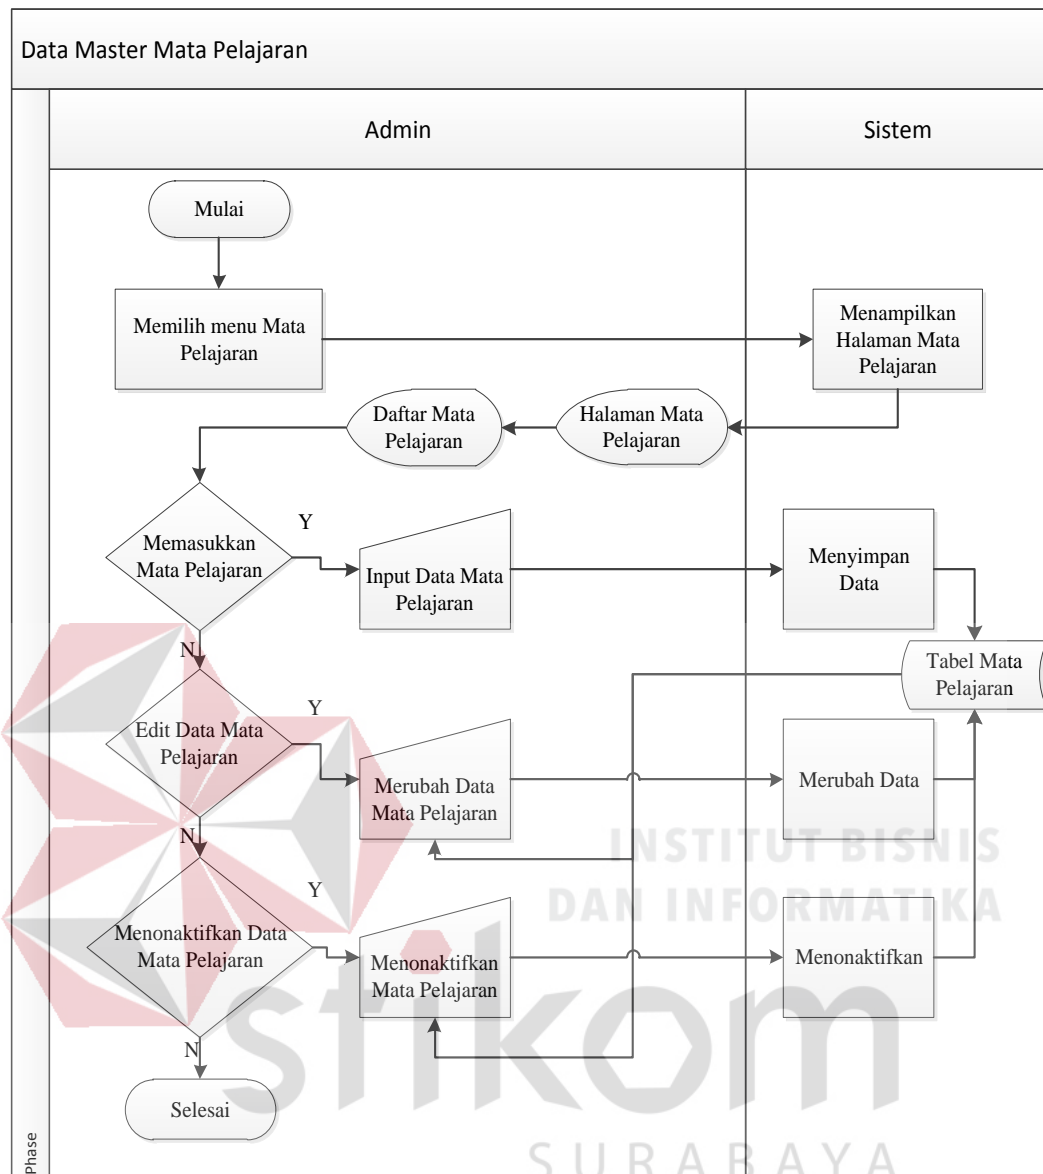 Data Master Mata Pelajaran
Admin
Sistem
Mulai
Memilih menu Mata
Pelajaran
Menampilkan
Halaman Mata
Pelajaran
Daftar Mata
Pelajaran
Halaman Mata
Pelajaran
Memasukkan
Mata Pelajaran
Y
Input Data Mata
Pelajaran
Menyimpan
Data
N
Tabel Mata
Pelajaran
Edit Data Mata
Pelajaran
Y
Merubah Data
Mata Pelajaran
Merubah Data
N
INSTITUT BISNIS
DAN INFORMATIKA
Menonaktifkan Data
Mata Pelajaran
Y
Menonaktifkan
Mata Pelajaran
Menonaktifkan
stikom
N
Selesai
SURABAYA
Phase